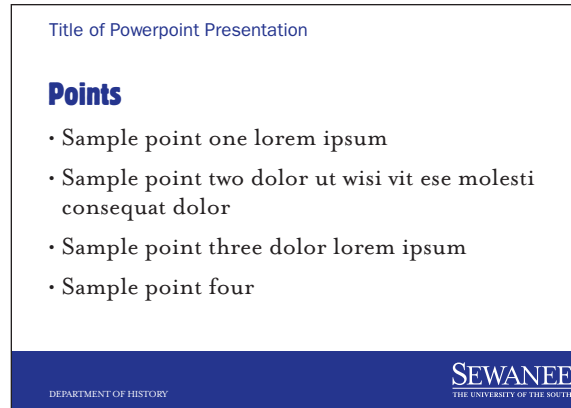 Title of Powerpoint Presentation
Points
• Sample point one lorem ipsum
• Sample point two dolor ut wisi vit ese molesti
consequat dolor
• Sample point three dolor lorem ipsum
• Sample point four
DEPARTMENT OF HISTORY
SEWANEE
THE UNIVERSITY OF THE SOUTH